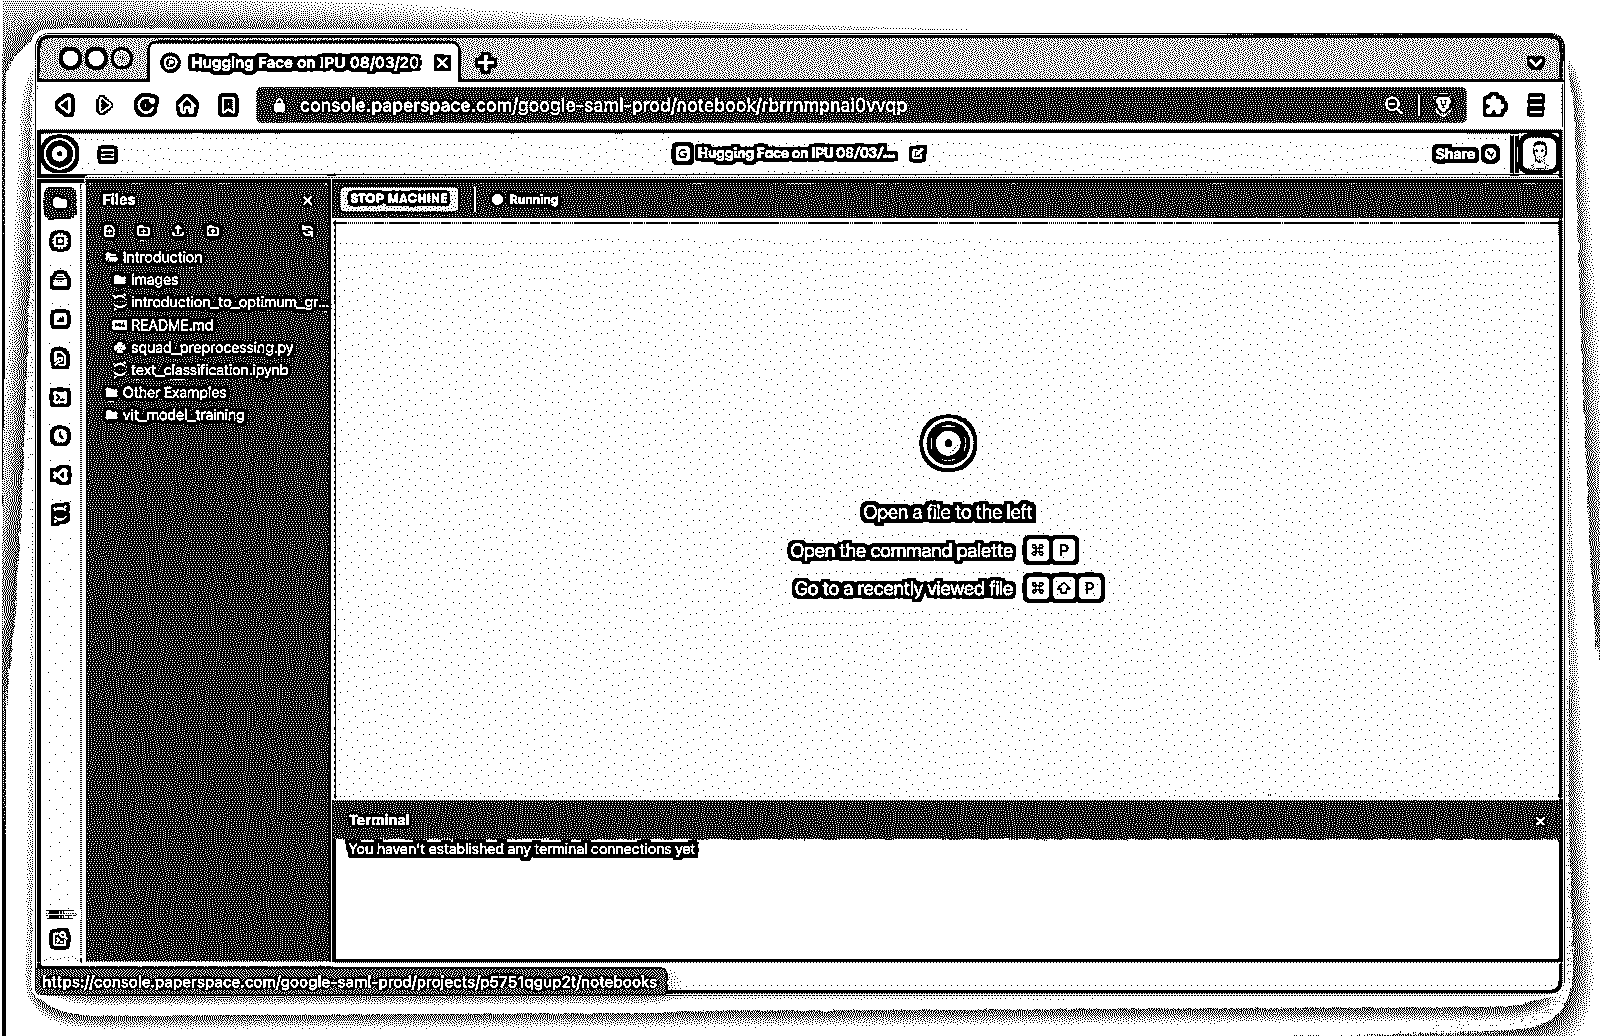 Hugging Face on IPU 08/03/20
console.paperspace.com/google-saml-prod/notebook/rbrrnmpnai0vvqp
G Hugging Face on IPU 08/03/...
Share
Files
STOP MACHINE
Running
Introduction
images
introduction_to_optimum_gr...
README.md
squad_preprocessing.py
text_classification.ipynb
Other Examples
vit_model_training
Open a file to the left
Open the command palette ⌘ P
Go to a recently viewed file ⌘ ⇧ P
Terminal
You haven't established any terminal connections yet
https://console.paperspace.com/google-saml-prod/projects/p5751qgup2t/notebooks